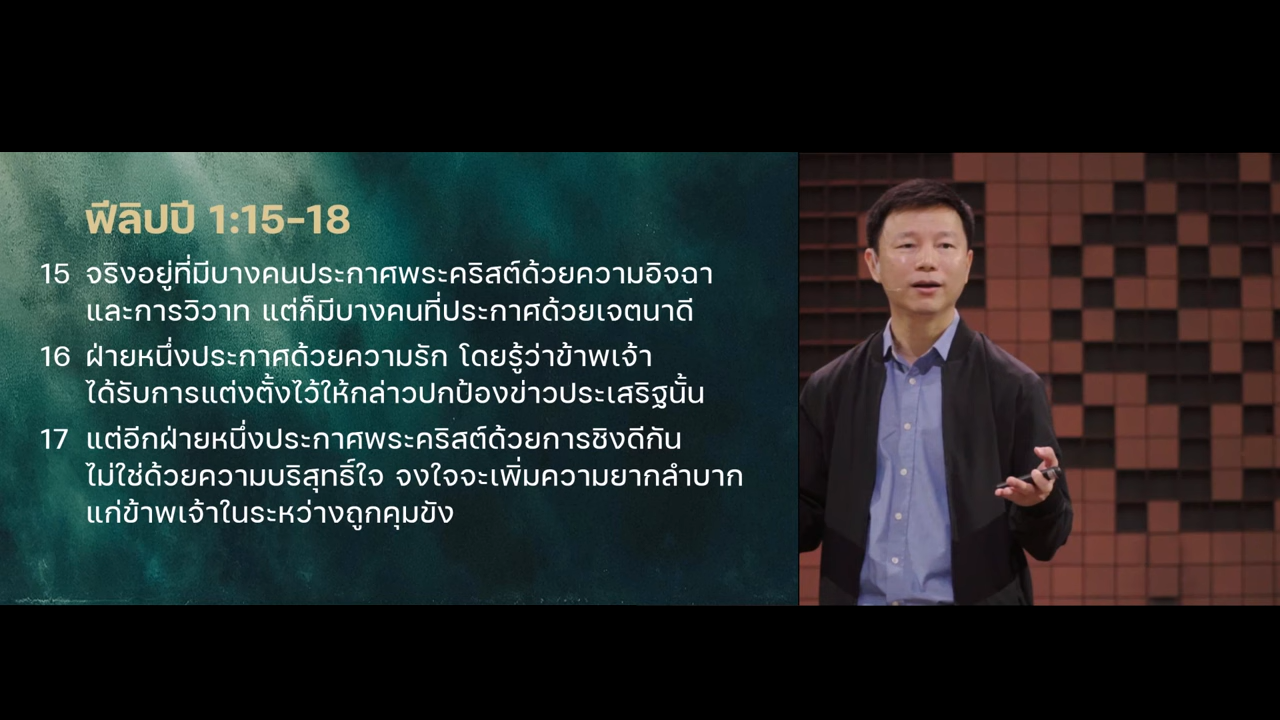 ฟีลิปปี 1:15-18
15 จริงอยู่ที่มีบางคนประกาศพระคริสต์ด้วยความอิจฉา
และการวิวาท แต่ก็มีบางคนที่ประกาศด้วยเจตนาดี
16 ฝ่ายหนึ่งประกาศด้วยความรัก โดยรู้ว่าข้าพเจ้า
ได้รับการแต่งตั้งไว้ให้กล่าวปกป้องข่าวประเสริฐนั้น
17 แต่อีกฝ่ายหนึ่งประกาศพระคริสต์ด้วยการชิงดีกัน
ไม่ใช่ด้วยความบริสุทธิ์ใจ จงใจจะเพิ่มความยากลำบาก
แก่ข้าพเจ้าในระหว่างถูกคุมขัง